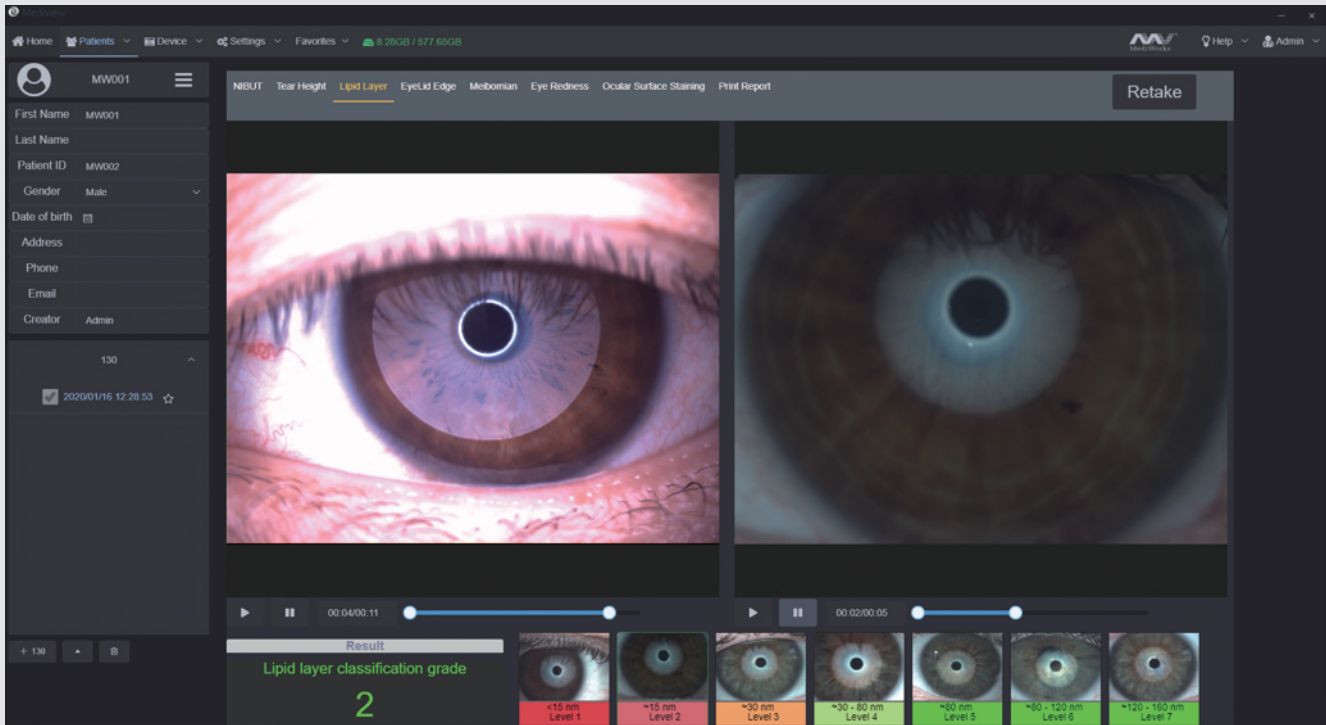 Mediview
Home Patients Device Settings Favorites 8.28GB / 577.65GB MediWorks Help Admin
MW001
First Name MW001
Last Name
Patient ID MW002
Gender Male
Date of birth
Address
Phone
Email
Creator Admin
130
2020/01/16 12:28:53
+ 130
NIBUT Tear Height Lipid Layer EyeLid Edge Meibomian Eye Redness Ocular Surface Staining Print Report
Retake
00:04/00:11
00:02/00:05
Result
Lipid layer classification grade
2
<15 nm
Level 1
≈15 nm
Level 2
≈30 nm
Level 3
≈30 - 80 nm
Level 4
≈80 nm
Level 5
≈80 - 120 nm
Level 6
≈120 - 160 nm
Level 7